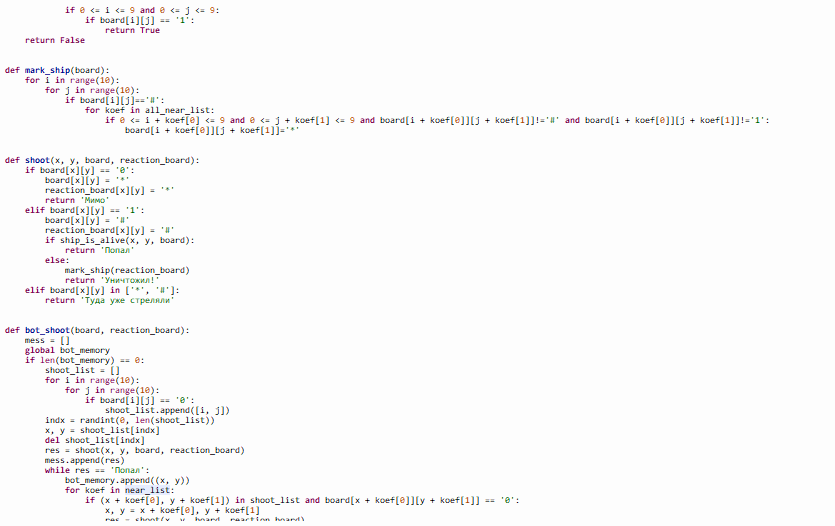 if 0 <= i <= 9 and 0 <= j <= 9:
if board[i][j] == '1':
return True
return False
def mark_ship(board):
for i in range(10):
for j in range(10):
if board[i][j]=='#':
for koef in all_near_list:
if 0 <= i + koef[0] <= 9 and 0 <= j + koef[1] <= 9 and board[i + koef[0]][j + koef[1]]!='#' and board[i + koef[0]][j + koef[1]]!='1':
board[i + koef[0]][j + koef[1]]='*'
def shoot(x, y, board, reaction_board):
if board[x][y] == '0':
board[x][y] = '*'
reaction_board[x][y] = '*'
return 'Мимо'
elif board[x][y] == '1':
board[x][y] = '#'
reaction_board[x][y] = '#'
if ship_is_alive(x, y, board):
return 'Попал'
else:
mark_ship(reaction_board)
return 'Уничтожил!'
elif board[x][y] in ['*', '#']:
return 'Туда уже стреляли'
def bot_shoot(board, reaction_board):
mess = []
global bot_memory
if len(bot_memory) == 0:
shoot_list = []
for i in range(10):
for j in range(10):
if board[i][j] == '0':
shoot_list.append([i, j])
indx = randint(0, len(shoot_list))
x, y = shoot_list[indx]
del shoot_list[indx]
res = shoot(x, y, board, reaction_board)
mess.append(res)
while res == 'Попал':
bot_memory.append((x, y))
for koef in near_list:
if (x + koef[0], y + koef[1]) in shoot_list and board[x + koef[0]][y + koef[1]] == '0':
x, y = x + koef[0], y + koef[1]
res = shoot(x, y, board, reaction_board)